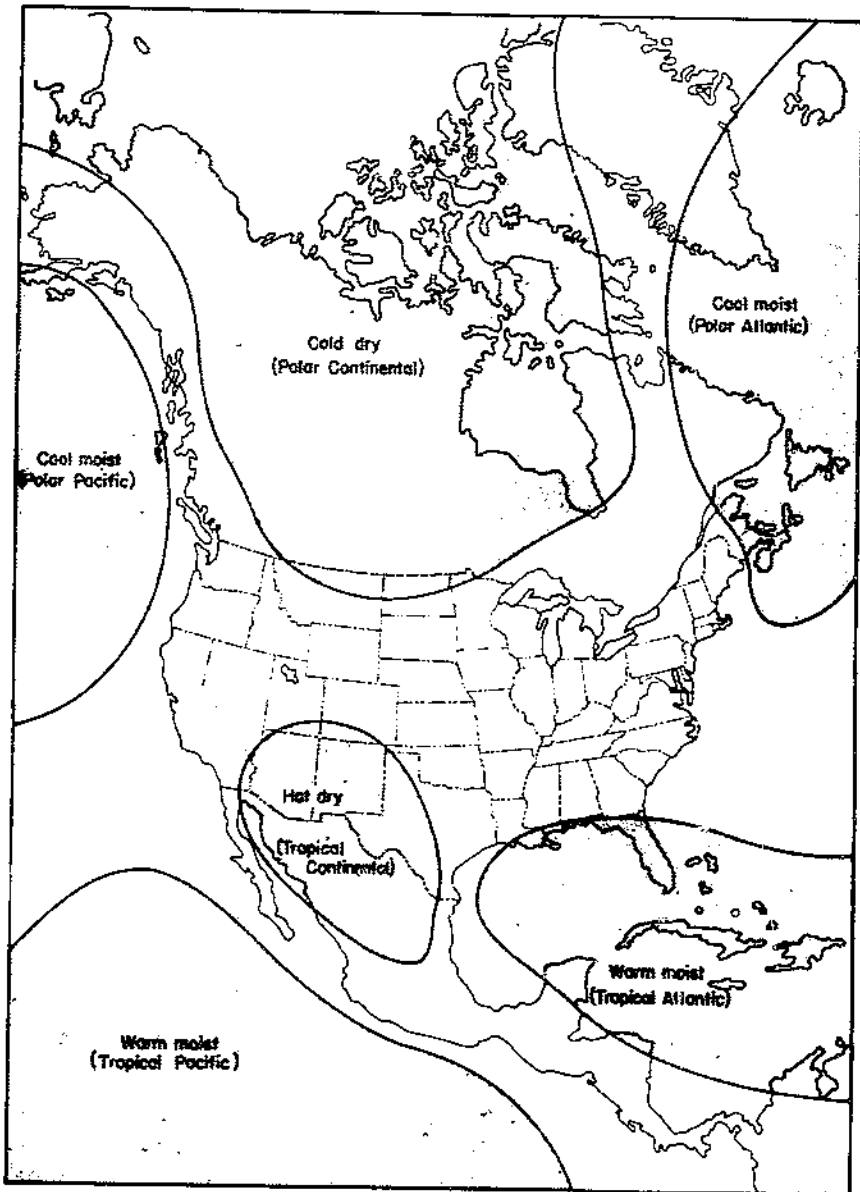 Cold dry
(Polar Continental)
Cool moist
(Polar Atlantic)
Cool moist
(Polar Pacific)
Hot dry
(Tropical
Continental)
Warm moist
(Tropical Atlantic)
Warm moist
(Tropical Pacific)